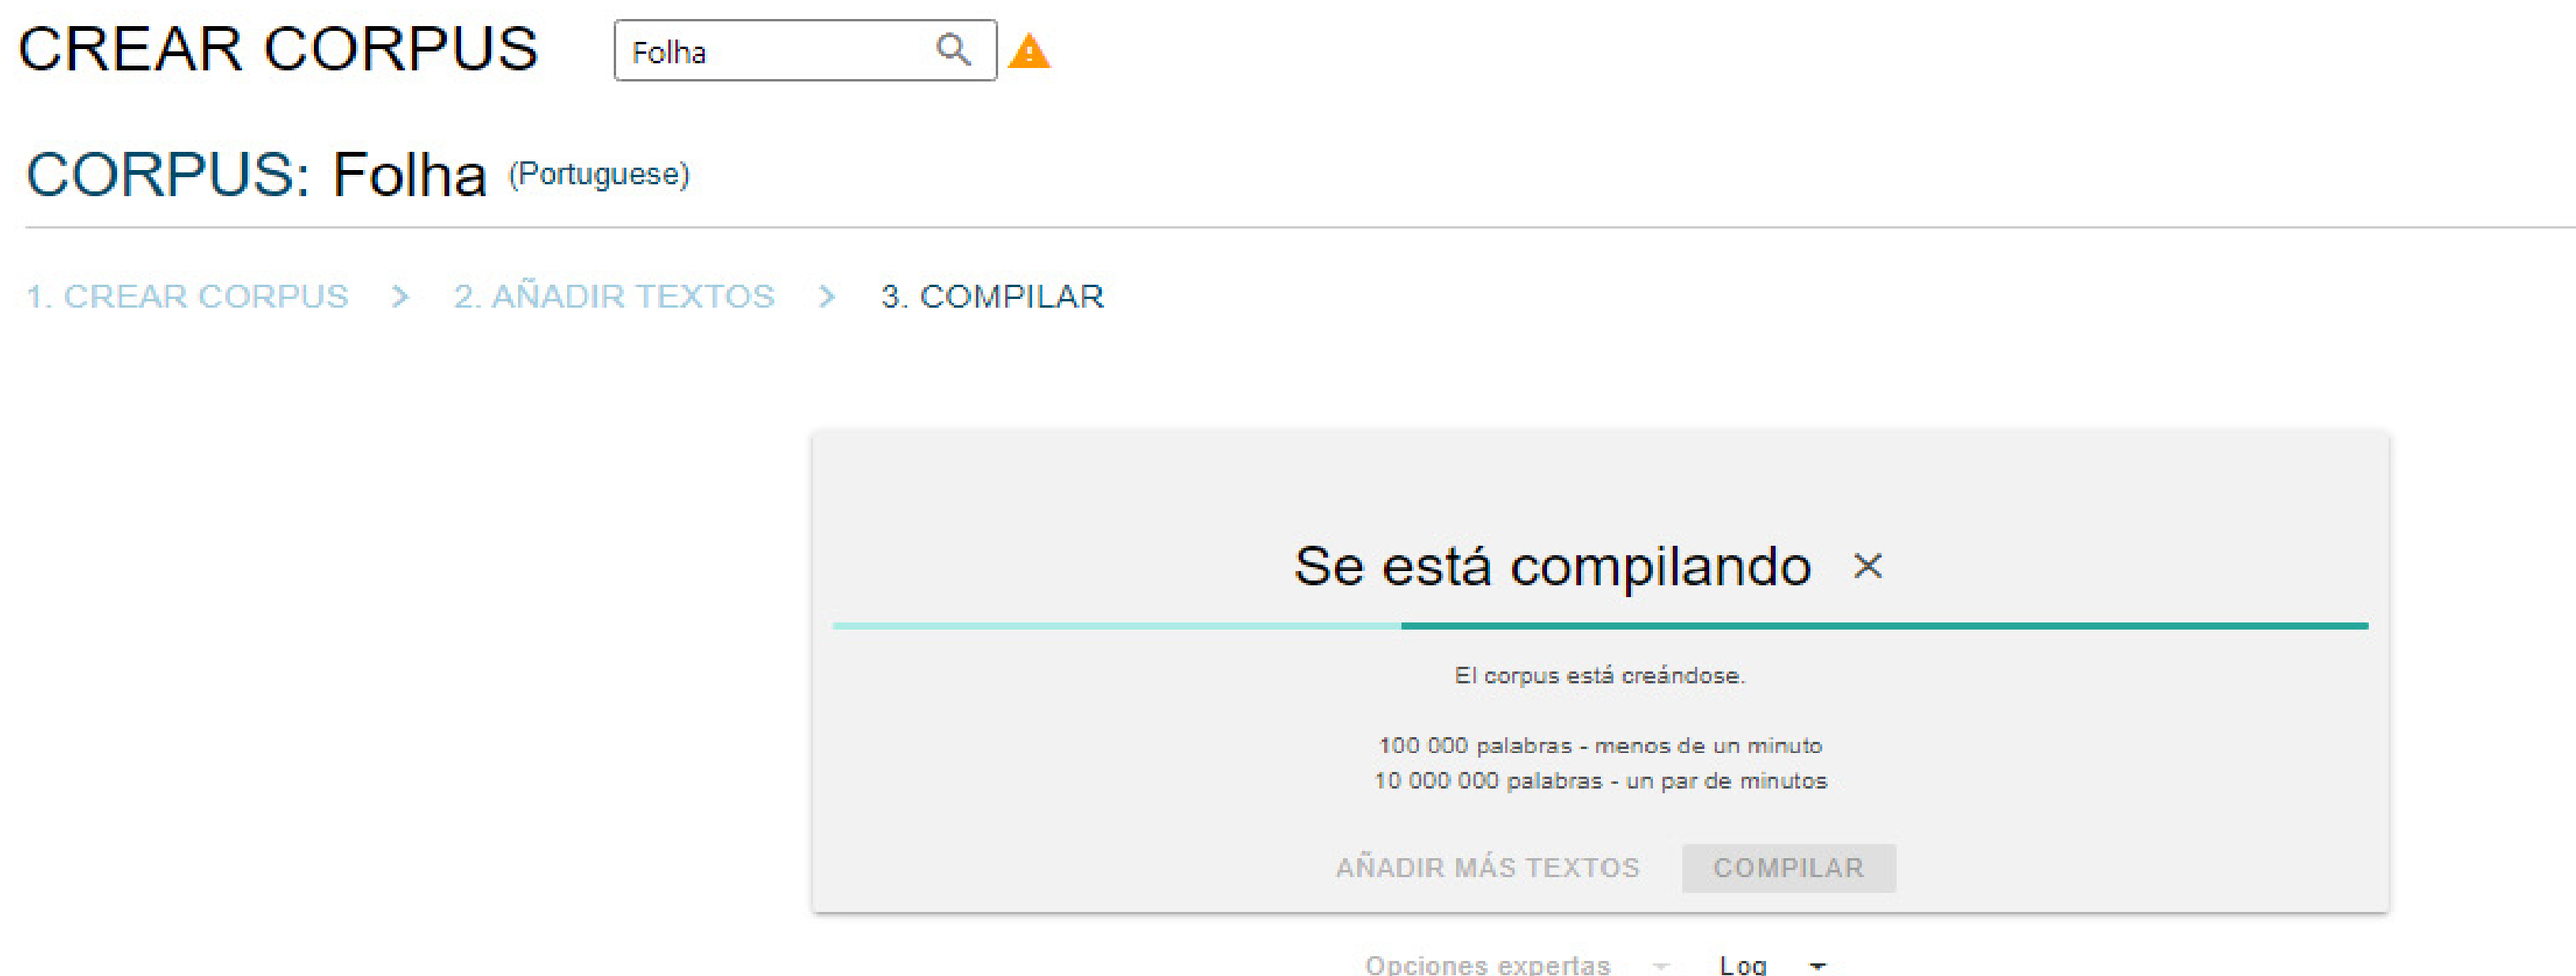 CREAR CORPUS Folha
CORPUS: Folha (Portuguese)
1. CREAR CORPUS > 2. AÑADIR TEXTOS > 3. COMPILAR
Se está compilando ×
El corpus está creándose.
100 000 palabras - menos de un minuto
10 000 000 palabras - un par de minutos
AÑADIR MÁS TEXTOS COMPILAR
Opciones expertas Log